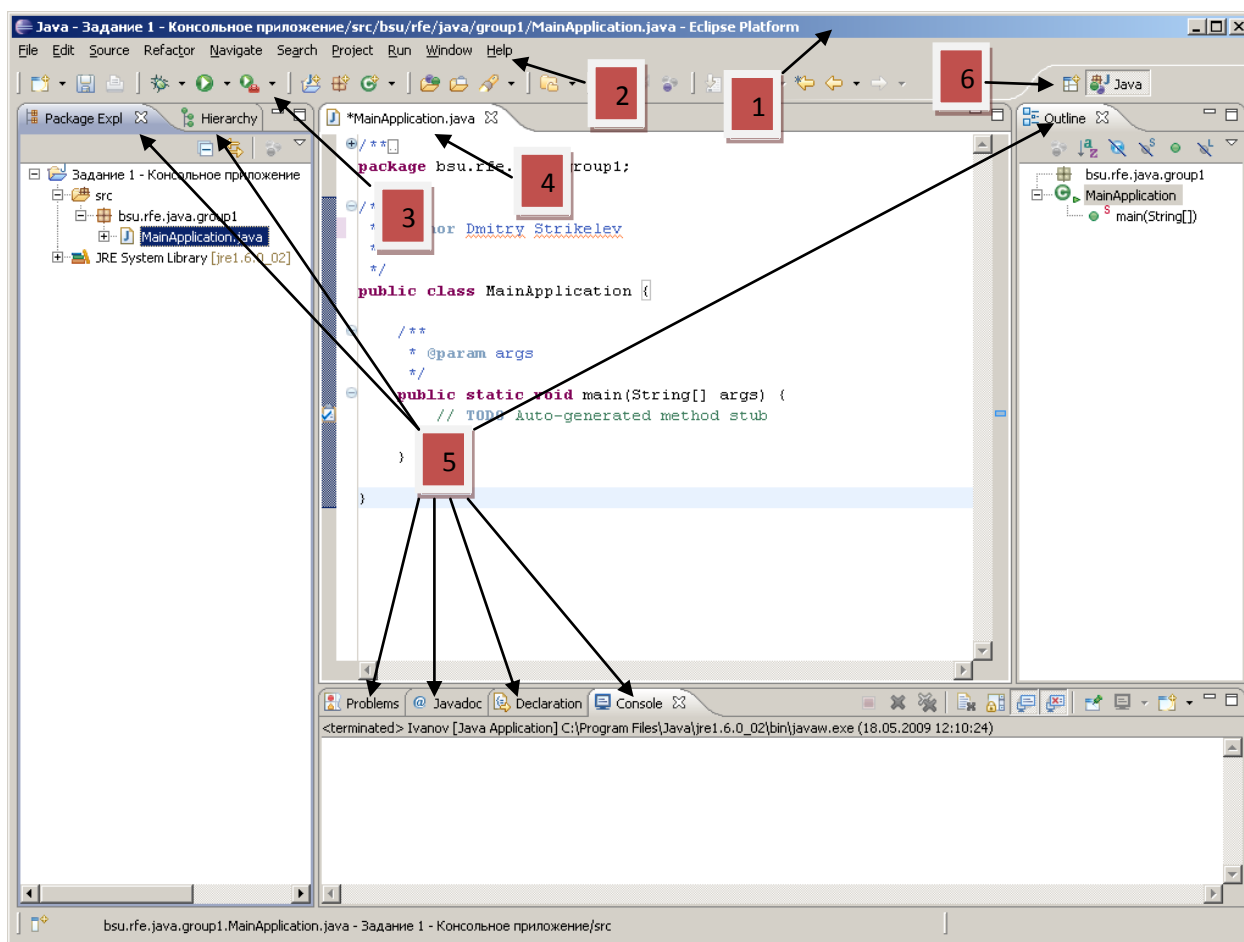 Java - Задание 1 - Консольное приложение/src/bsu/rfe/java/group1/MainApplication.java - Eclipse Platform
File Edit Source Refactor Navigate Search Project Run Window Help
2
1
6
Java
Package Expl
Hierarchy
*MainApplication.java
Outline
Задание 1 - Консольное приложение
src
bsu.rfe.java.group1
MainApplication.java
JRE System Library [jre1.6.0_02]
/**
package bsu.rfe. roup1;
4
3
/*
* or Dmitry Strikelev
*
*/
public class MainApplication {
/**
* @param args
*/
public static void main(String[] args) {
// TODO Auto-generated method stub
}
5
}
bsu.rfe.java.group1
MainApplication
main(String[])
Problems
Javadoc
Declaration
Console
<terminated> Ivanov [Java Application] C:\Program Files\Java\jre1.6.0_02\bin\javaw.exe (18.05.2009 12:10:24)
bsu.rfe.java.group1.MainApplication.java - Задание 1 - Консольное приложение/src